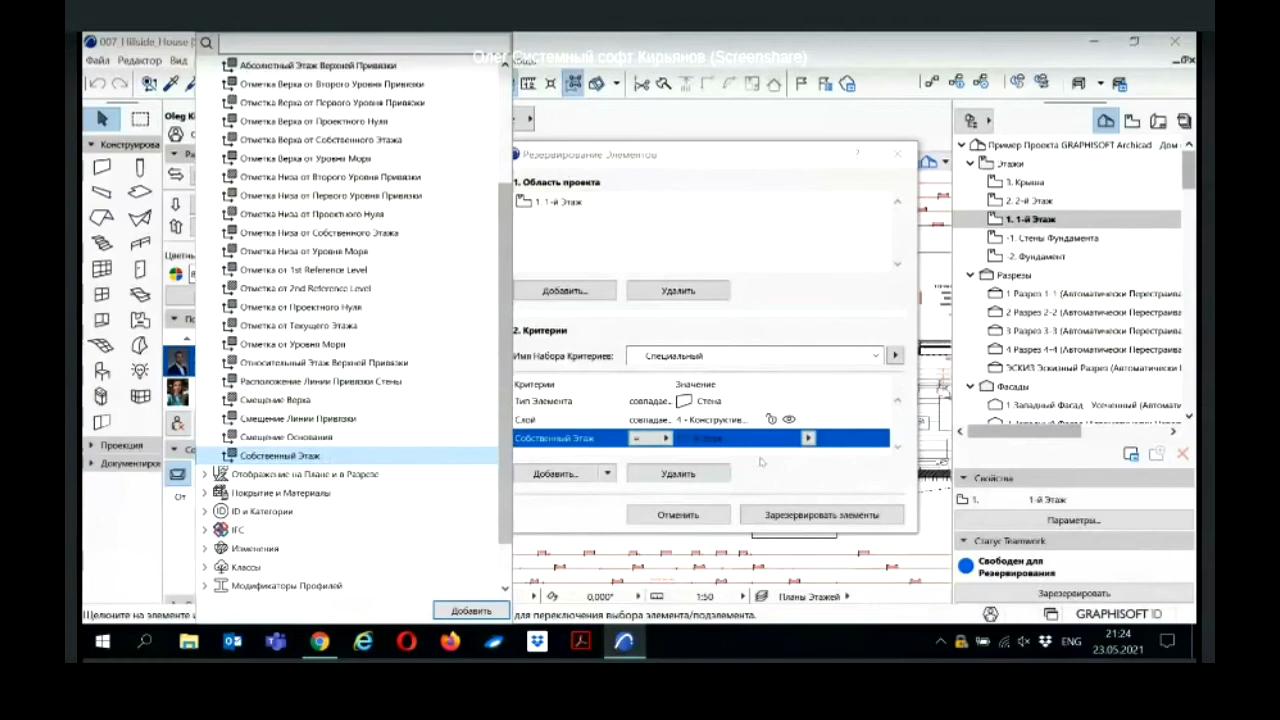 007_Hillside_House
Олег Системный софт Кирьянов (Screenshare)
Файл Редактор Вид
Oleg
Конструирова
Проекция
Документиро
Цветы
От
Абсолютный Этаж Верхней Привязки
Отметка Верха от Второго Уровня Привязки
Отметка Верха от Первого Уровня Привязки
Отметка Верха от Проектного Нуля
Отметка Верха от Собственного Этажа
Отметка Верха от Уровня Моря
Отметка Низа от Второго Уровня Привязки
Отметка Низа от Первого Уровня Привязки
Отметка Низа от Проектного Нуля
Отметка Низа от Собственного Этажа
Отметка Низа от Уровня Моря
Отметка от 1st Reference Level
Отметка от 2nd Reference Level
Отметка от Проектного Нуля
Отметка от Текущего Этажа
Отметка от Уровня Моря
Относительный Этаж Верхней Привязки
Расположение Линии Привязки Стены
Смещение Верха
Смещение Линии Привязки
Смещение Основания
Собственный Этаж
Отображение на Плане и в Разрезе
Покрытие и Материалы
ID и Категории
IFC
Изменения
Классы
Модификаторы Профилей
Добавить
Резервирование Элементов
? ×
1. Область проекта
1. 1-й Этаж
Добавить... Удалить
2. Критерии
Имя Набора Критериев: Специальный
Критерии Значение
Тип Элемента совпадае.. Стена
Слой совпадае.. 4 - Конструктив...
Собственный Этаж =
Добавить... Удалить
Отменить Зарезервировать элементы
0,000° 1:50 Планы Этажей
Щелкните на элементе
для переключения выбора элемента/подэлемента.
Пример Проекта GRAPHISOFT Archicad Дом
Этажи
3. Крыша
2. 2-й Этаж
1. 1-й Этаж
-1. Стены Фундамента
-2. Фундамент
Разрезы
1 Разрез 1-1 (Автоматически Перестраива
2 Разрез 2-2 (Автоматически Перестраива
3 Разрез 3-3 (Автоматически Перестраива
4 Разрез 4-4 (Автоматически Перестраива
ЭСКИЗ Эскизный Разрез (Автоматически
Фасады
1 Западный Фасад Усеченный (Автомати
Свойства
1. 1-й Этаж
Параметры...
Статус Teamwork
Свободен для
Резервирования
Зарезервировать
GRAPHISOFT ID
ENG
21:24
23.05.2021